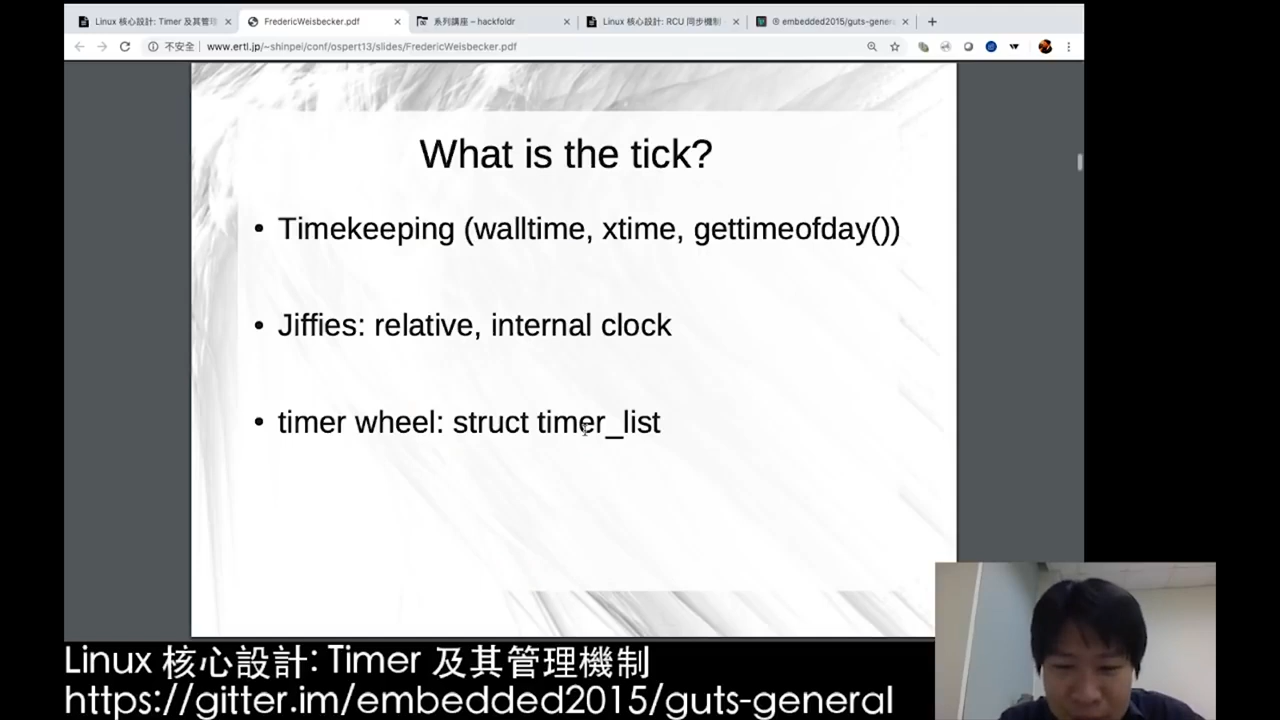 Linux 核心設計: Timer 及其管理
FredericWeisbecker.pdf
系列講座 – hackfoldr
Linux 核心設計: RCU 同步機制
embedded2015/guts-gener
不安全
www.ertl.jp/~shinpei/conf/ospert13/slides/FredericWeisbecker.pdf
What is the tick?
• Timekeeping (walltime, xtime, gettimeofday())
• Jiffies: relative, internal clock
• timer wheel: struct timer_list
Linux 核心設計: Timer 及其管理機制
https://gitter.im/embedded2015/guts-general